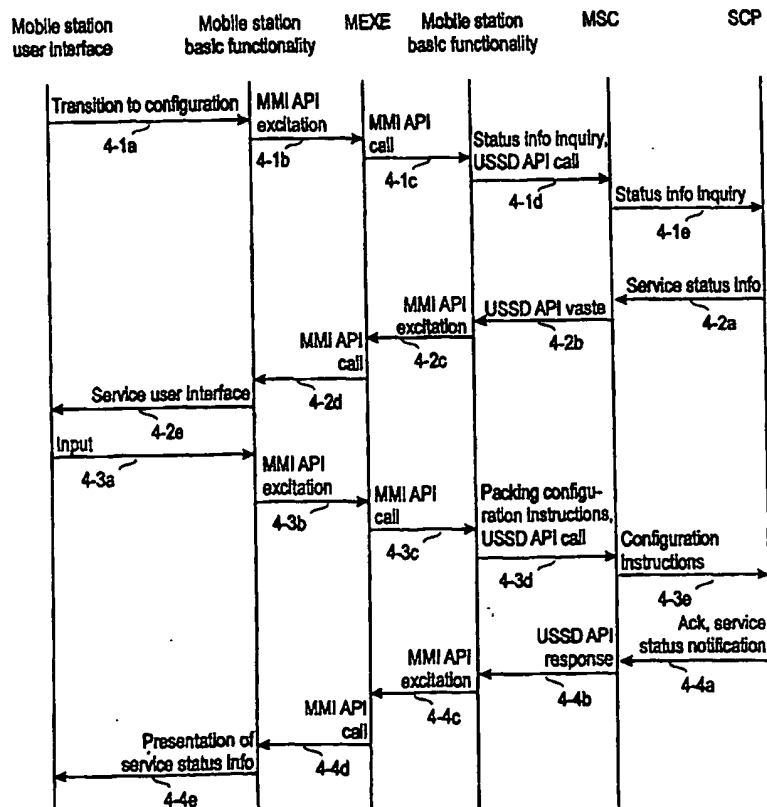 Mobile station
user interface
Mobile station
basic functionality
MEXE
Mobile station
basic functionality
MSC
SCP
Transition to configuration
4-1a
MMI API
excitation
4-1b
MMI API
call
4-1c
Status info inquiry,
USSD API call
4-1d
Status info inquiry
4-1e
Service status info
4-2a
USSD API vaste
4-2b
MMI API
excitation
4-2c
MMI API
call
4-2d
Service user interface
4-2e
Input
4-3a
MMI API
excitation
4-3b
MMI API
call
4-3c
Packing configu-
ration instructions,
USSD API call
4-3d
Configuration
instructions
4-3e
Ack, service
status notification
4-4a
USSD API
response
4-4b
MMI API
excitation
4-4c
MMI API
call
4-4d
Presentation of
service status info
4-4e